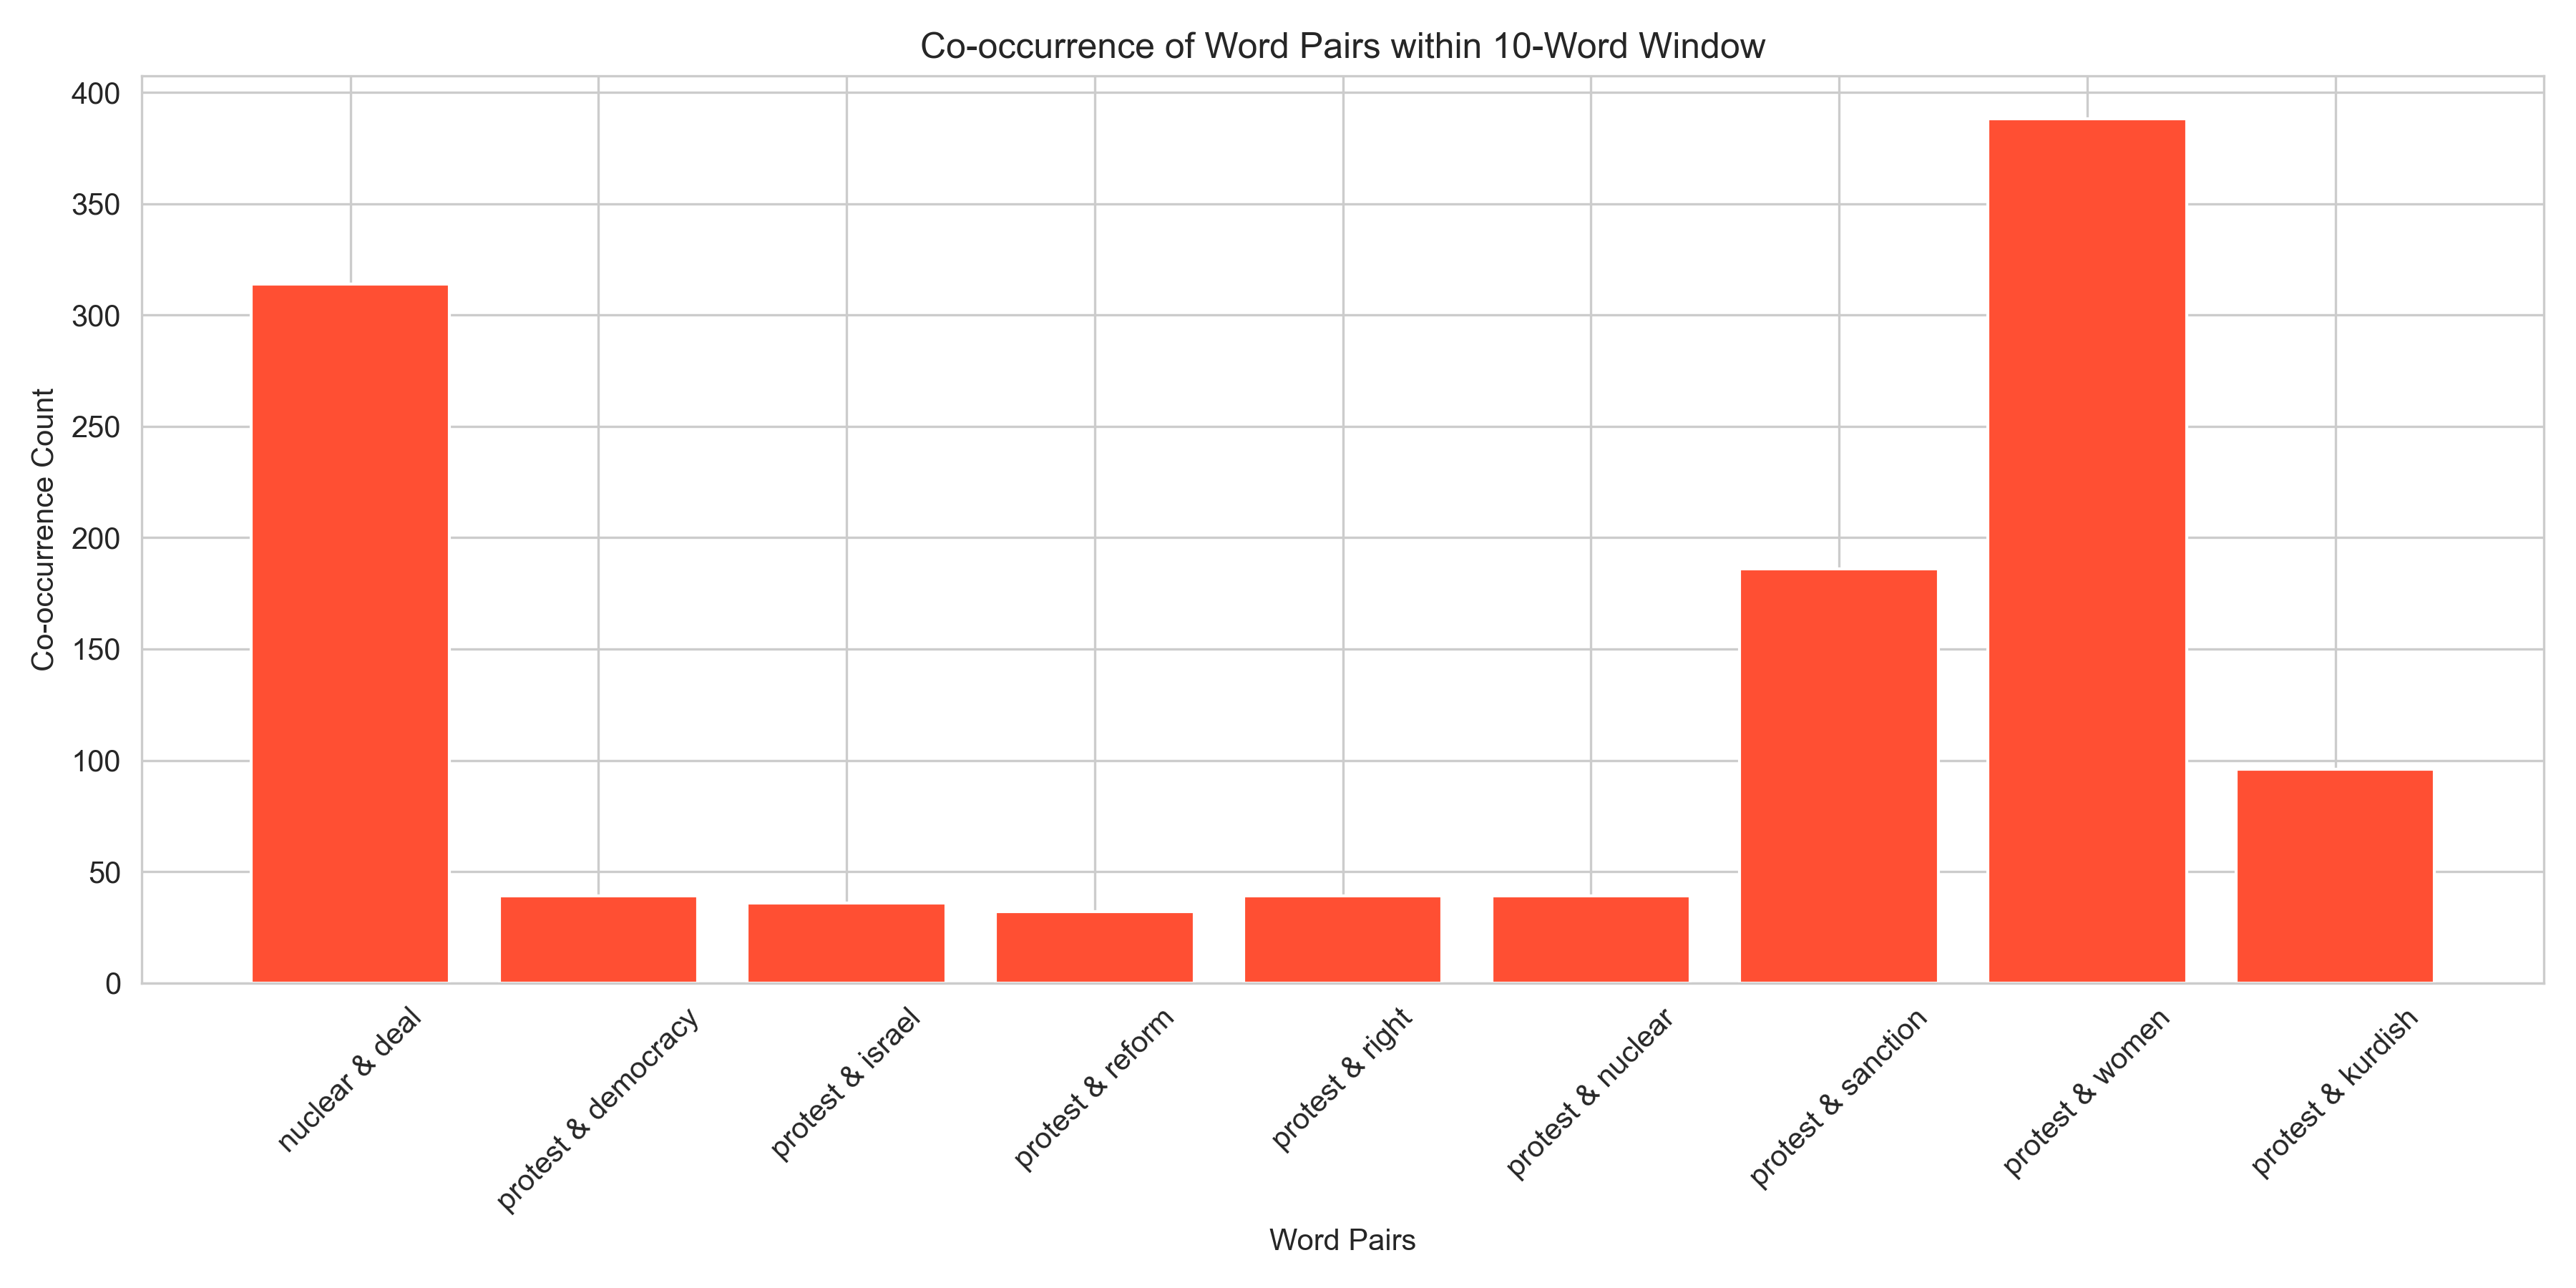 Co-occurrence of Word Pairs within 10-Word Window
Co-occurrence Count
400
350
300
250
200
150
100
50
0
nuclear & deal
protest & democracy
protest & israel
protest & reform
protest & right
protest & nuclear
protest & sanction
protest & women
protest & kurdish
Word Pairs